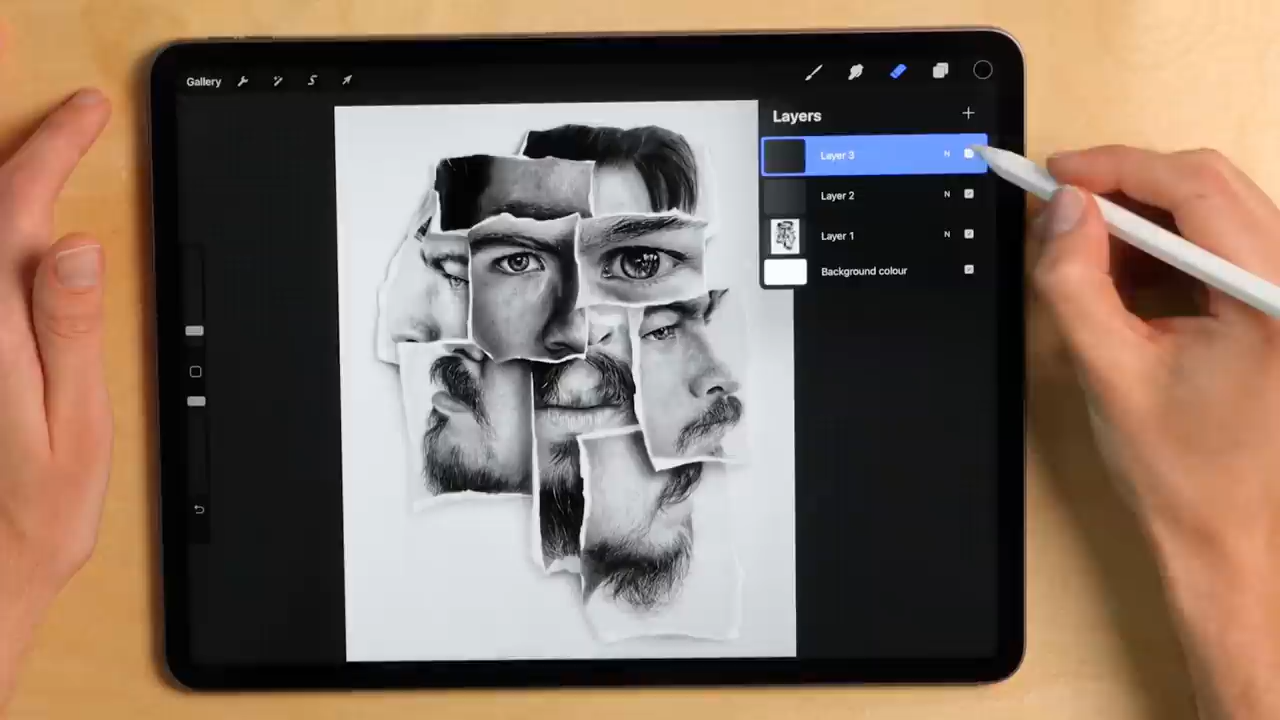 Gallery
Layers
Layer 3 N
Layer 2 N
Layer 1 N
Background colour